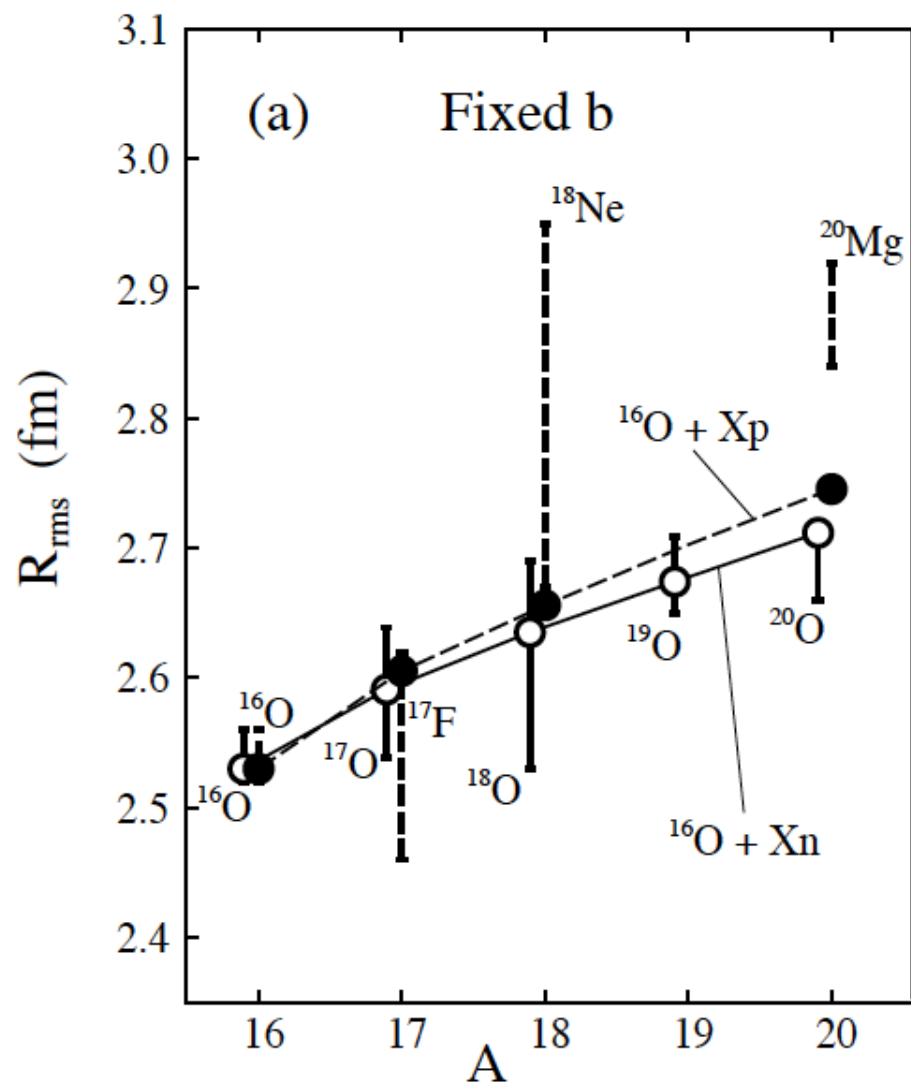 3.1
(a) Fixed b
3.0
¹⁸Ne
²⁰Mg
2.9
2.8
¹⁶O + Xp
2.7
²⁰O
¹⁹O
2.6
¹⁶O
¹⁷F
¹⁷O
¹⁸O
¹⁶O
2.5
¹⁶O + Xn
2.4
R_rms (fm)
16 17 18 19 20
A